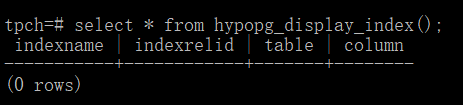 tpch=# select * from hypopg_display_index();
 indexname | indexrelid | table | column
-----------+------------+-------+--------
(0 rows)